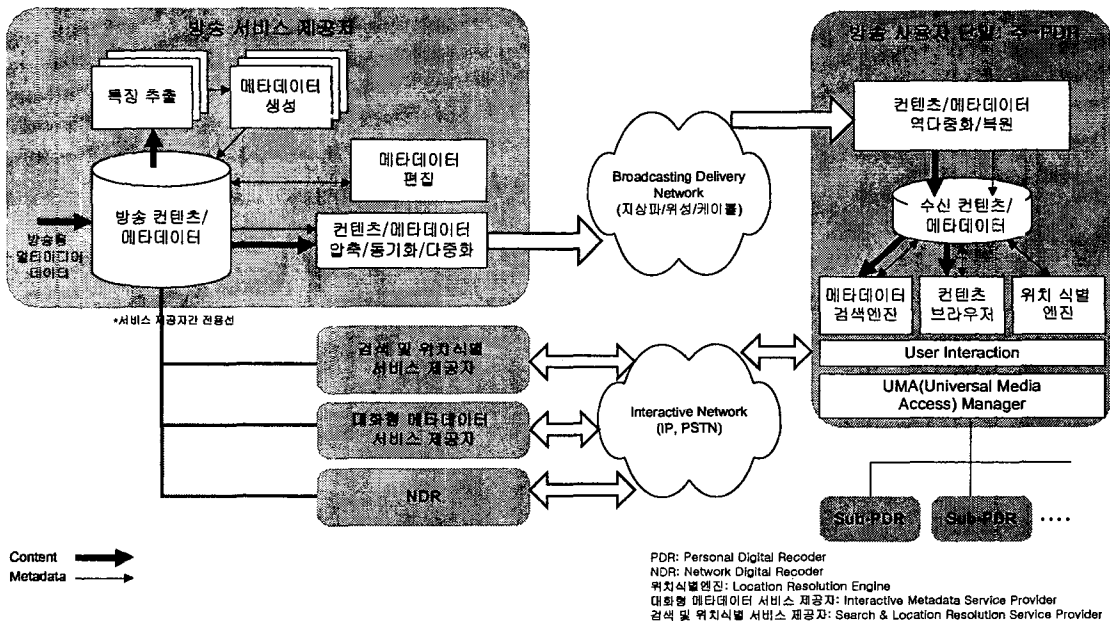 방송 서비스 제공자
특징 추출
메타데이터
생성
메타데이터
편집
방송 컨텐츠/
메타데이터
방송용
멀티미디어
데이터
컨텐츠/메타데이터
압축/동기화/다중화
*서비스 제공자간 전용선
Broadcasting Delivery
Network
(지상파/위성/케이블)
방송 사용자 단말: 주-PDR
컨텐츠/메타데이터
역다중화/복원
수신 컨텐츠/
메타데이터
메타데이터
검색엔진
컨텐츠
브라우저
위치 식별
엔진
User Interaction
UMA(Universal Media
Access) Manager
검색 및 위치식별
서비스 제공자
대화형 메타데이터
서비스 제공자
NDR
Interactive Network
(IP, PSTN)
Sub-PDR
Sub-PDR
....
Content
Metadata
PDR: Personal Digital Recoder
NDR: Network Digital Recoder
위치식별엔진: Location Resolution Engine
대화형 메타데이터 서비스 제공자: Interactive Metadata Service Provider
검색 및 위치식별 서비스 제공자: Search & Location Resolution Service Provider